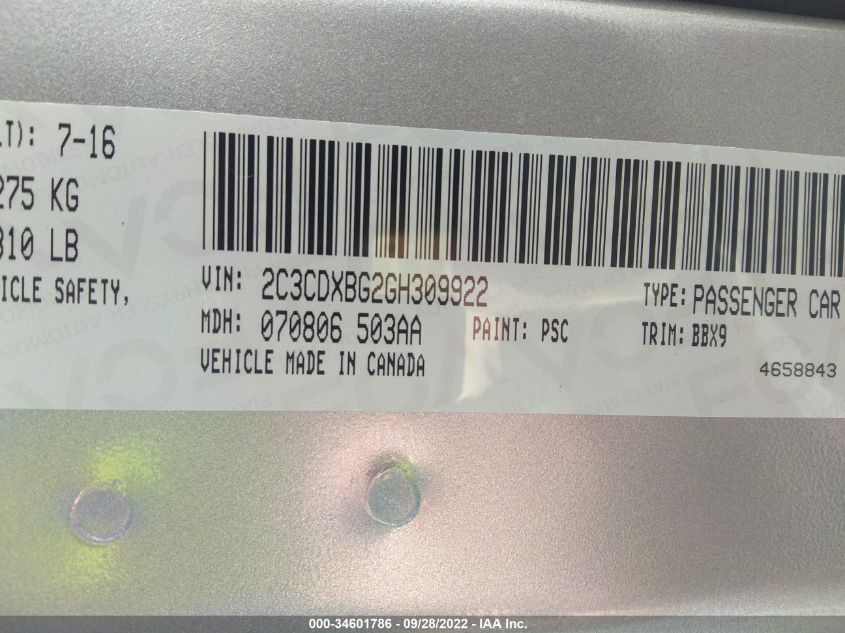 LT): 7-16
275 KG
310 LB
ICLE SAFETY,
VIN: 2C3CDXBG2GH309922
TYPE: PASSENGER CAR
MDH: 070806 503AA
PAINT: PSC
TRIM: BBX9
VEHICLE MADE IN CANADA
4658843
000-34601786 - 09/28/2022 - IAA Inc.